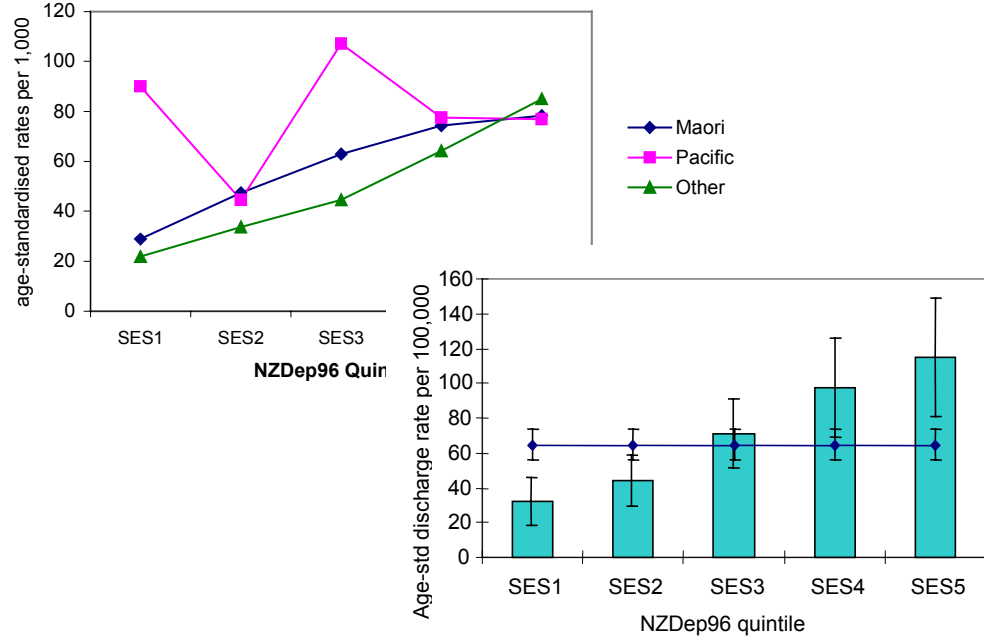 120
100
80
60
40
20
0
age-standardised rates per 1,000
SES1 SES2 SES3
NZDep96 Quin
Maori
Pacific
Other
160
140
120
100
80
60
40
20
0
Age-std discharge rate per 100,000
SES1 SES2 SES3 SES4 SES5
NZDep96 quintile